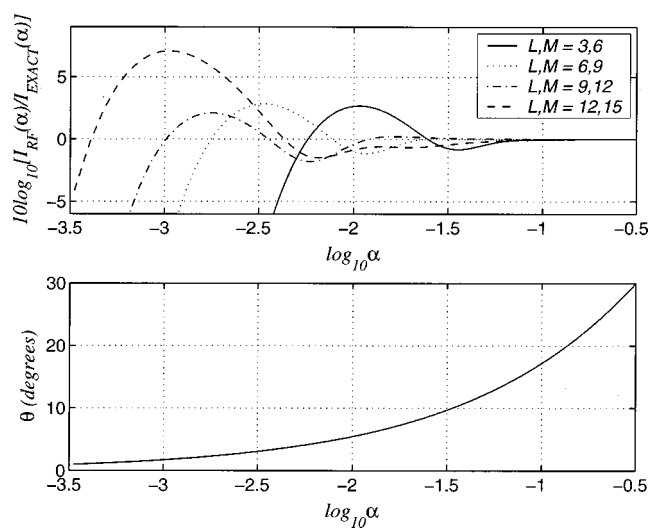 10log10[I_RF(α)/I_EXACT(α)]
5
0
−5
L,M = 3,6
L,M = 6,9
L,M = 9,12
L,M = 12,15
−3.5 −3 −2.5 −2 −1.5 −1 −0.5
log10α
θ (degrees)
30
20
10
0
−3.5 −3 −2.5 −2 −1.5 −1 −0.5
log10α